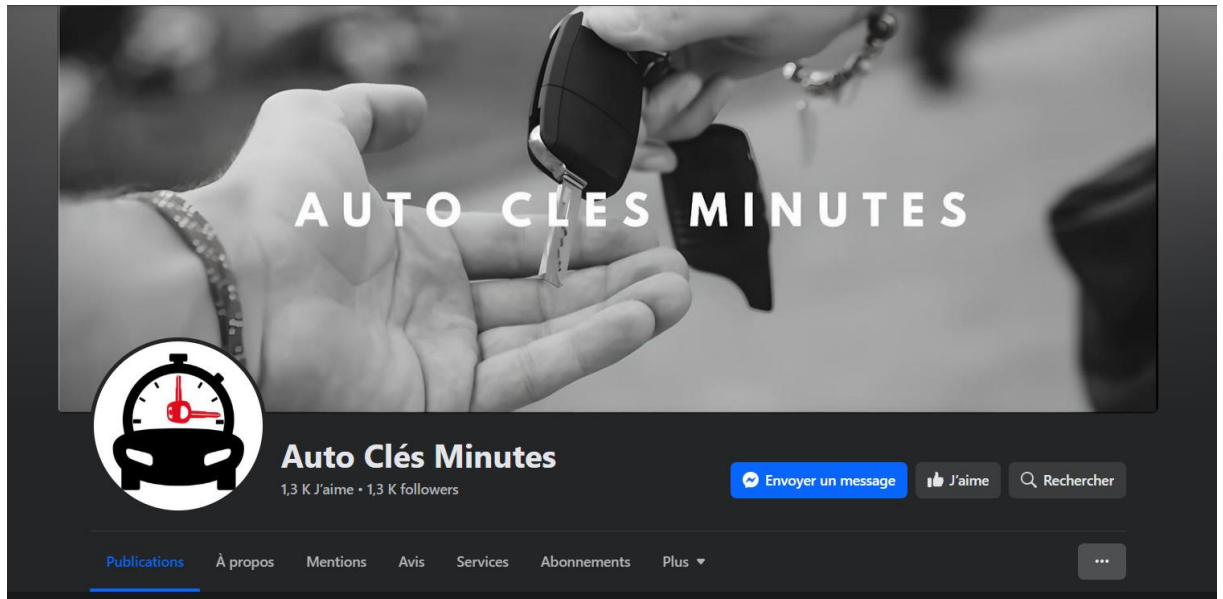 AUTO CLES MINUTES
Auto Clés Minutes
1,3 K J’aime • 1,3 K followers
Envoyer un message
J’aime
Rechercher
Publications
À propos
Mentions
Avis
Services
Abonnements
Plus